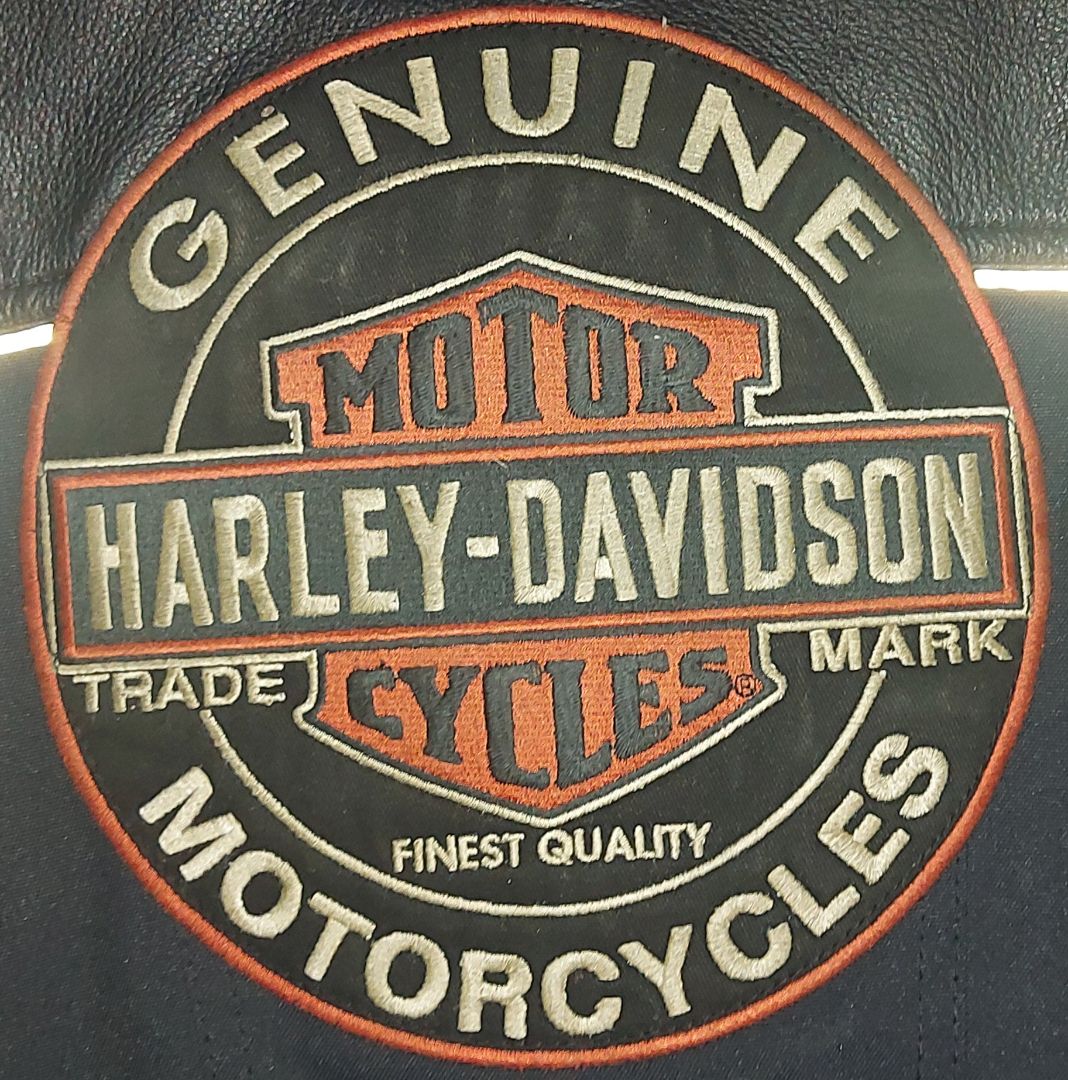 GENUINE
MOTOR
HARLEY-DAVIDSON
CYCLES®
TRADE MARK
FINEST QUALITY
MOTORCYCLES